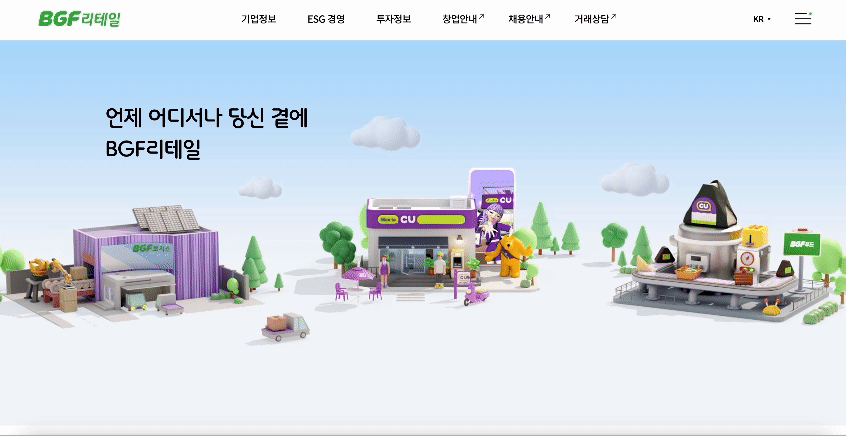 BGF리테일
기업정보
ESG 경영
투자정보
창업안내
채용안내
거래상담
KR
언제 어디서나 당신 곁에
BGF리테일
BGF로지스
CU
CU
CU
BGF푸드